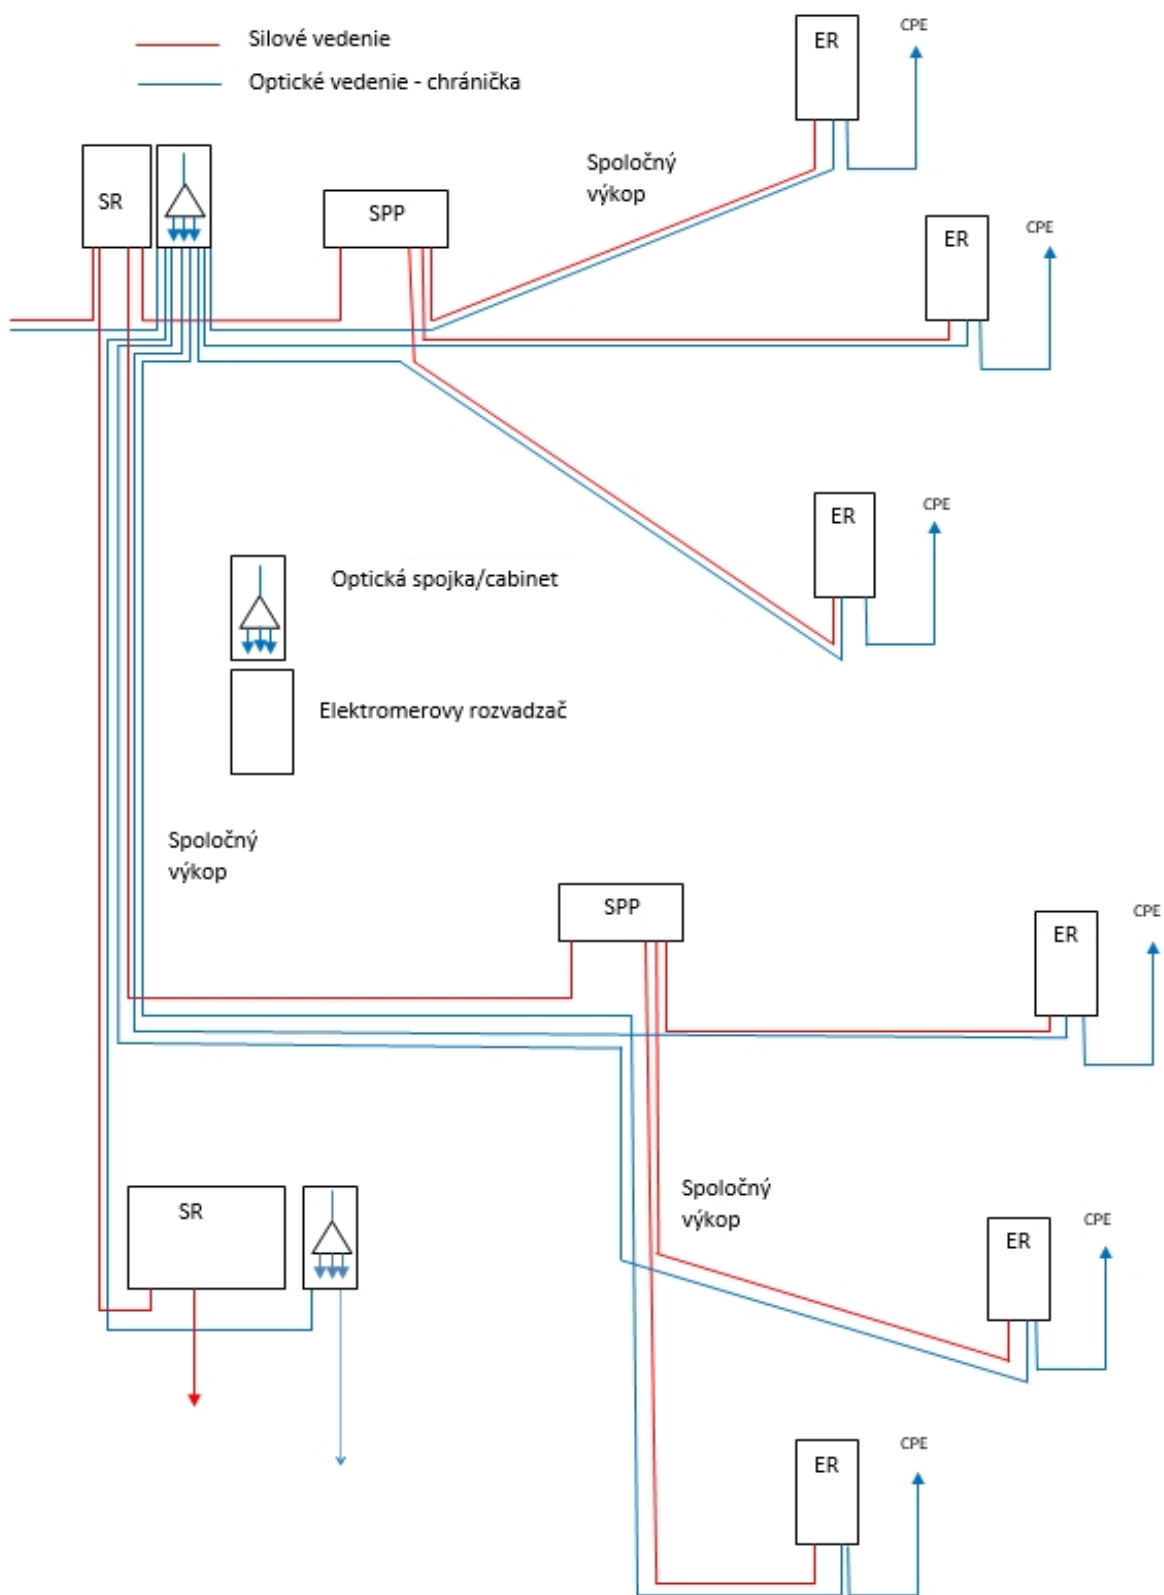 Silové vedenie
Optické vedenie - chránička
ER
CPE
SR
SPP
Spoločný
výkop
ER
CPE
ER
CPE
Optická spojka/cabinet
Elektromerovy rozvadzač
Spoločný
výkop
SPP
ER
CPE
SR
Spoločný
výkop
ER
CPE
ER
CPE